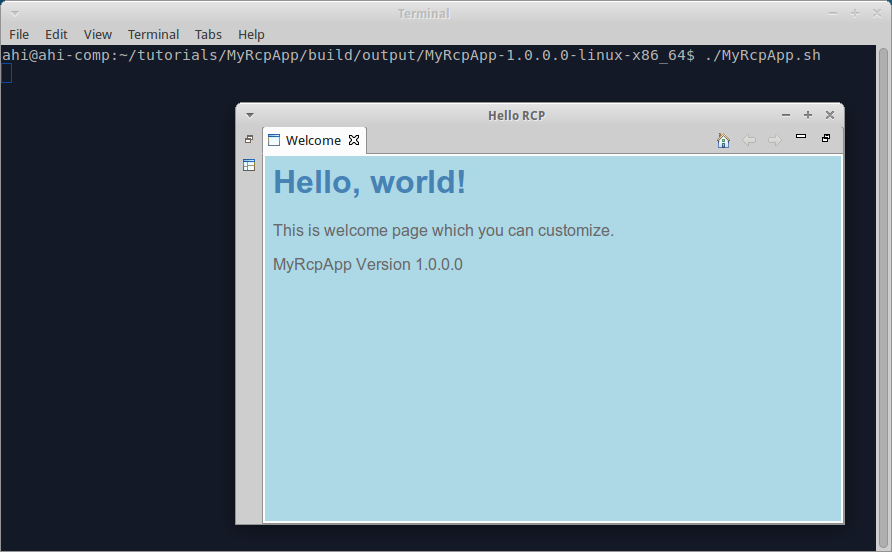 Terminal
File Edit View Terminal Tabs Help
ahi@ahi-comp:~/tutorials/MyRcpApp/build/output/MyRcpApp-1.0.0.0-linux-x86_64$ ./MyRcpApp.sh
Hello RCP
Welcome
Hello, world!
This is welcome page which you can customize.
MyRcpApp Version 1.0.0.0